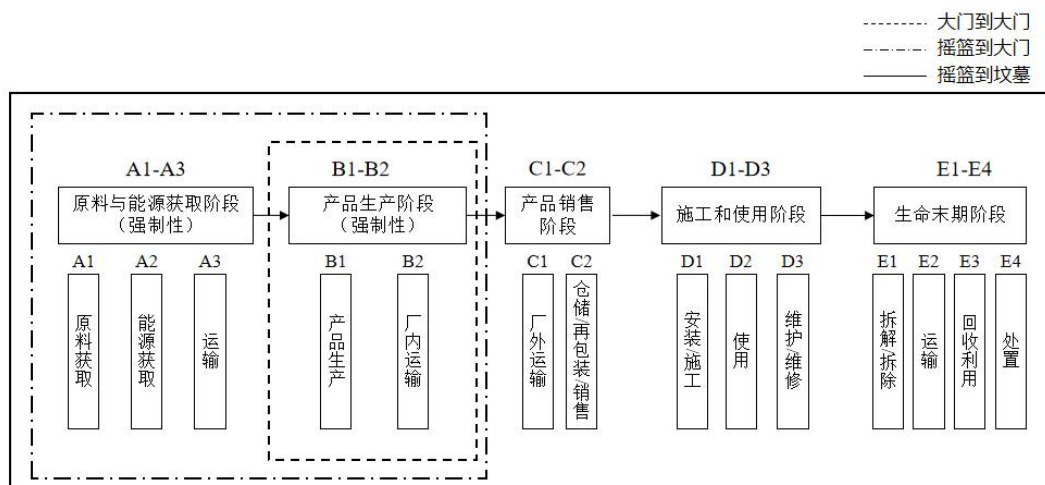 大门到大门
摇篮到大门
摇篮到坟墓
A1-A3
B1-B2
C1-C2
D1-D3
E1-E4
原料与能源获取阶段
（强制性）
产品生产阶段
（强制性）
产品销售
阶段
施工和使用阶段
生命末期阶段
A1
A2
A3
B1
B2
C1
C2
D1
D2
D3
E1
E2
E3
E4
原料获取
能源获取
运输
产品生产
厂内运输
厂外运输
仓储/再包装/销售
安装/施工
使用
维护/维修
拆解/拆除
运输
回收利用
处置